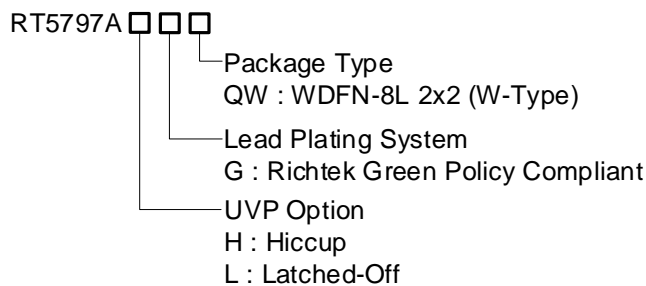 RT5797A□□□
Package Type
QW : WDFN-8L 2x2 (W-Type)
Lead Plating System
G : Richtek Green Policy Compliant
UVP Option
H : Hiccup
L : Latched-Off